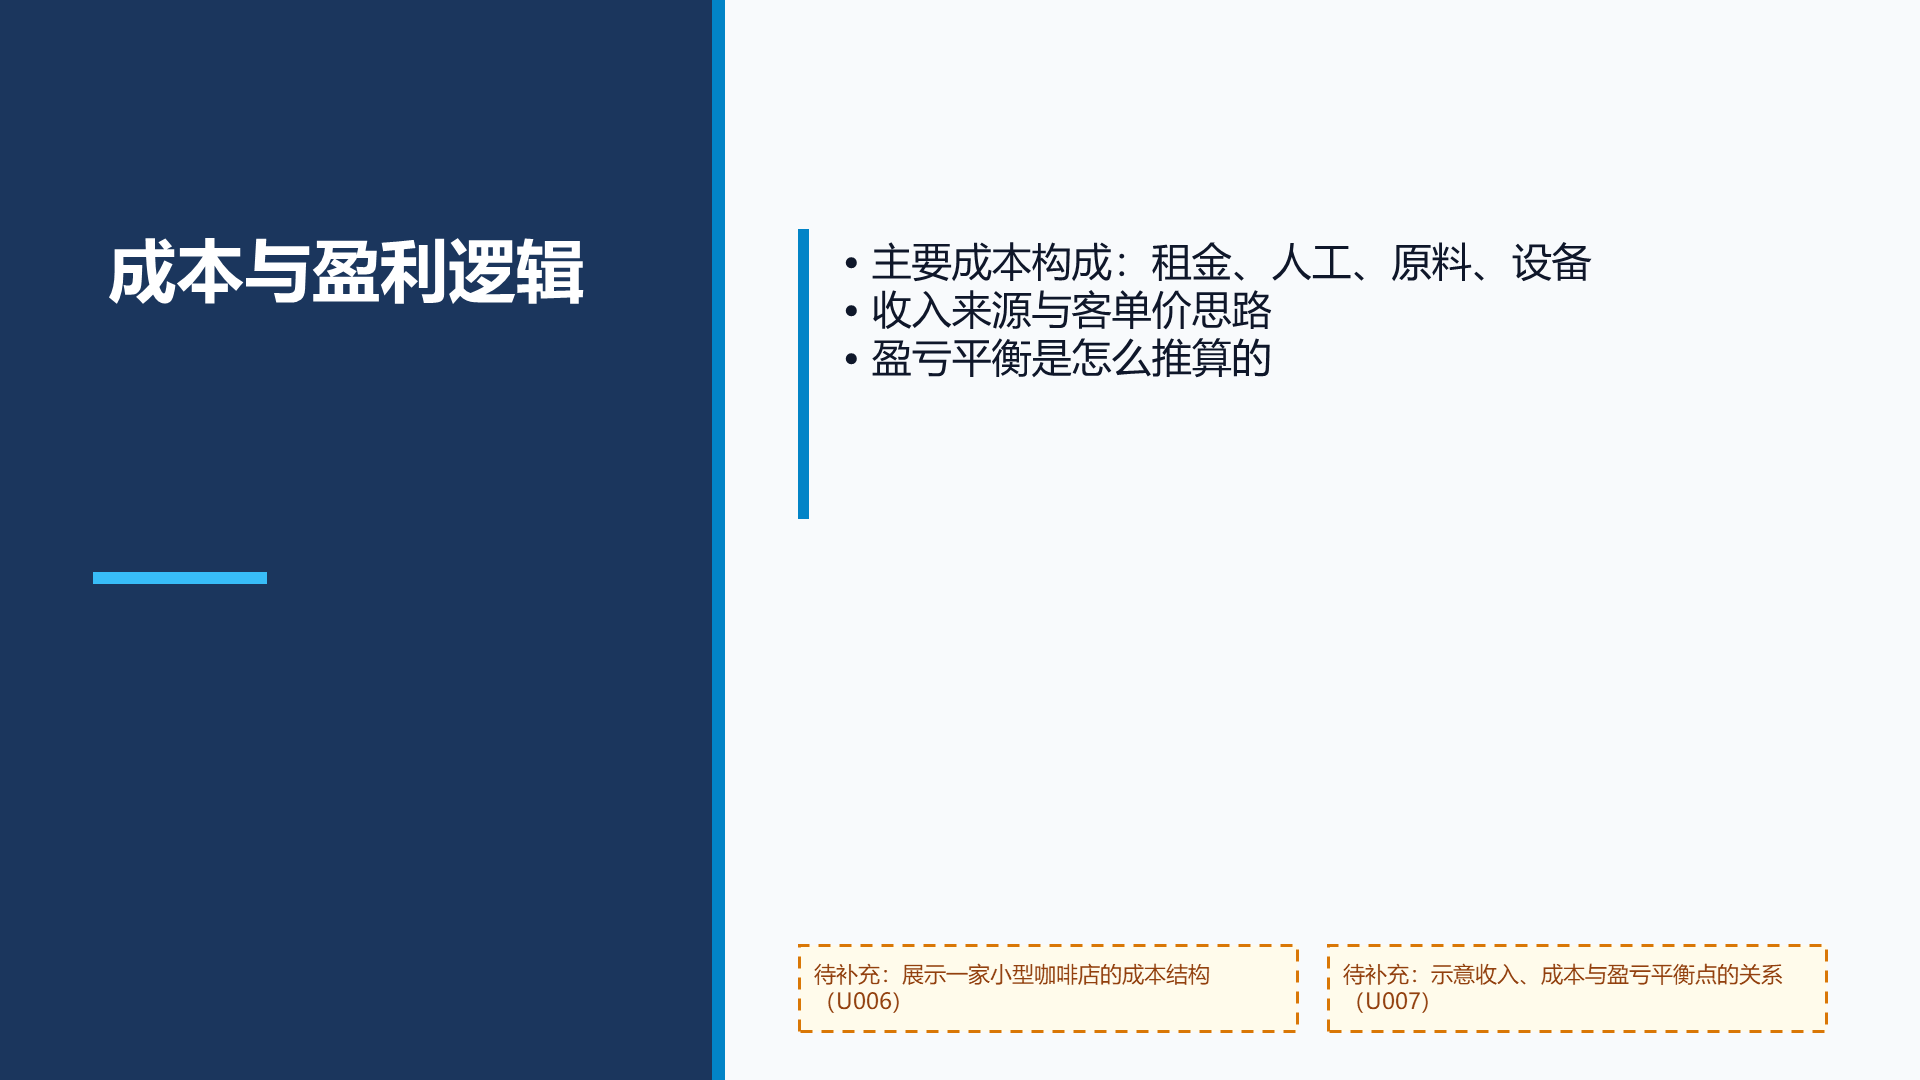 成本与盈利逻辑
• 主要成本构成：租金、人工、原料、设备
• 收入来源与客单价思路
• 盈亏平衡是怎么推算的
待补充：展示一家小型咖啡店的成本结构
（U006）
待补充：示意收入、成本与盈亏平衡点的关系
（U007）